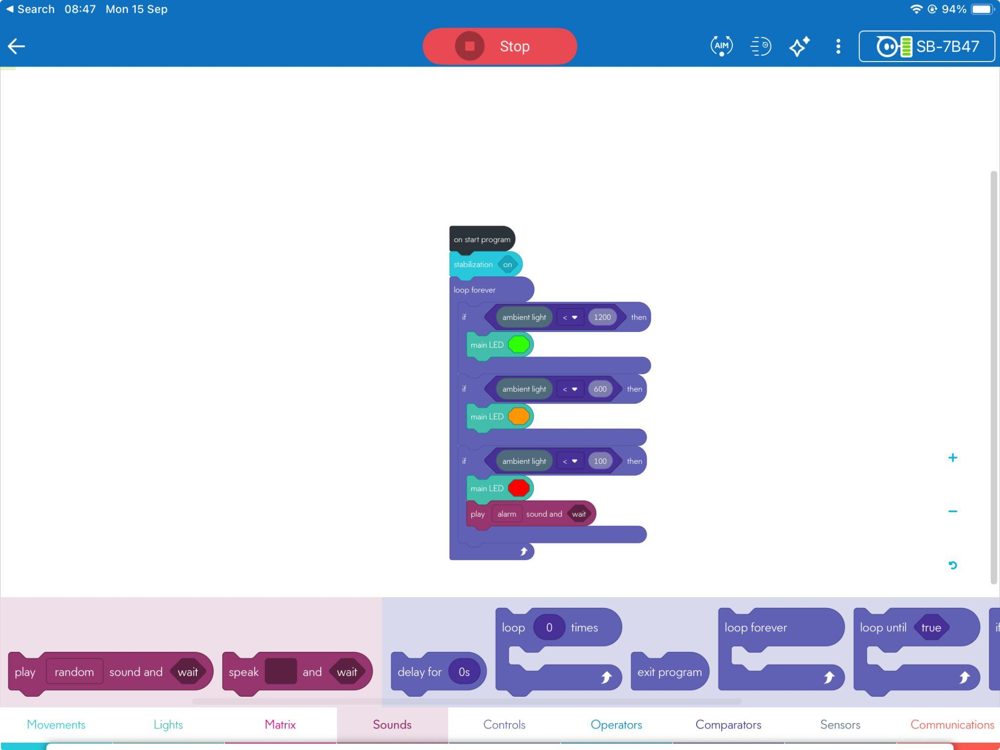 Search 08:47 Mon 15 Sep 94%
Stop AIM SB-7B47
on start program
stabilization on
loop forever
if ambient light < 1200 then
main LED
if ambient light < 600 then
main LED
if ambient light < 100 then
main LED
play alarm sound and wait
play random sound and wait
speak and wait
delay for 0s
loop 0 times
exit program
loop forever
loop until true
if
Movements Lights Matrix Sounds Controls Operators Comparators Sensors Communications